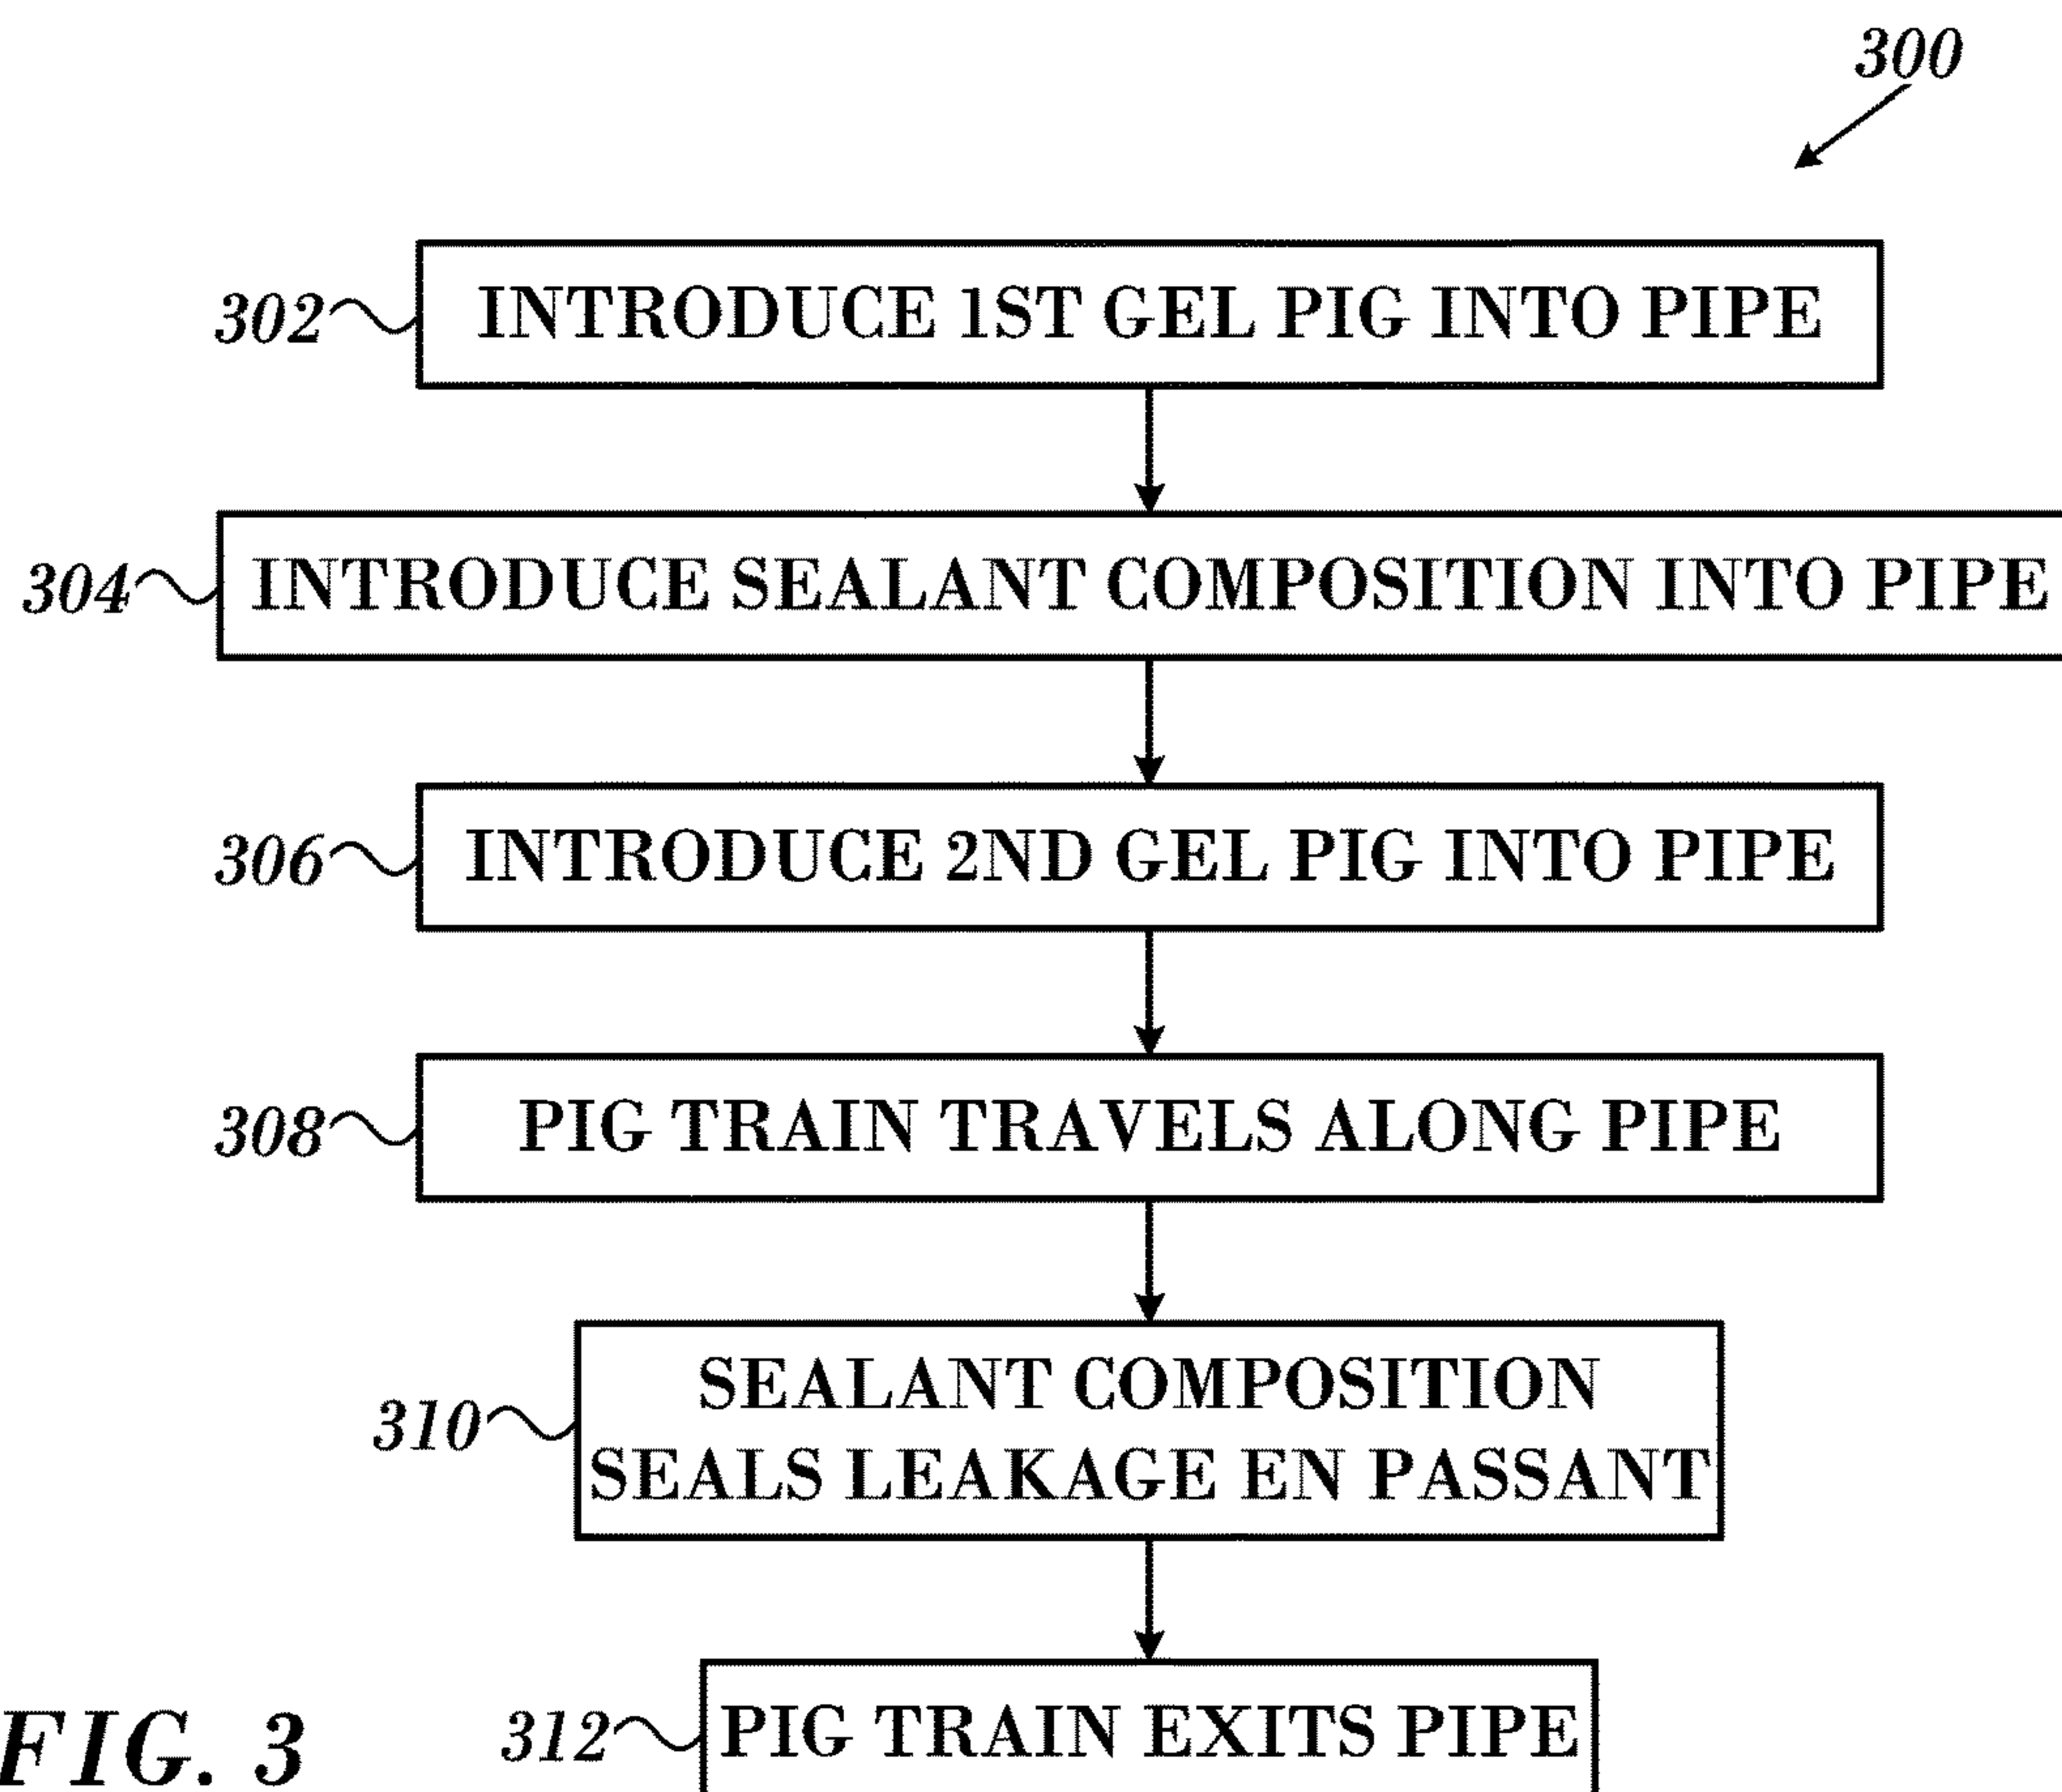 300
302 INTRODUCE 1ST GEL PIG INTO PIPE
304 INTRODUCE SEALANT COMPOSITION INTO PIPE
306 INTRODUCE 2ND GEL PIG INTO PIPE
308 PIG TRAIN TRAVELS ALONG PIPE
310 SEALANT COMPOSITION
SEALS LEAKAGE EN PASSANT
312 PIG TRAIN EXITS PIPE
FIG. 3